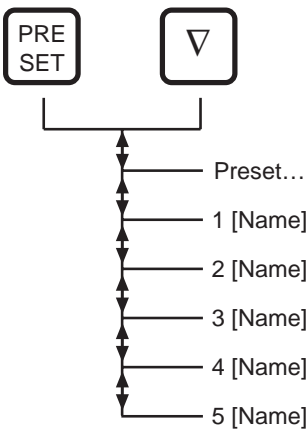 PRE
SET
∇
Preset…
1 [Name]
2 [Name]
3 [Name]
4 [Name]
5 [Name]